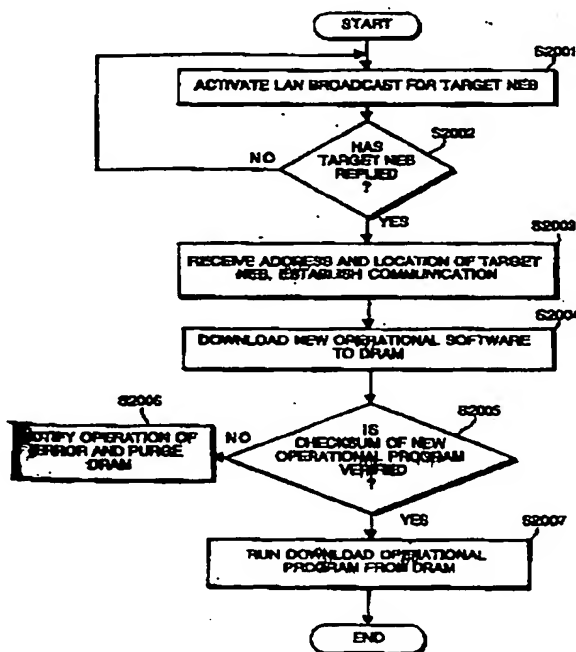 START
S2001
ACTIVATE LAN BROADCAST FOR TARGET NEB
S2002
HAS
TARGET NEB
REPLIED
?
NO
YES
S2003
RECEIVE ADDRESS AND LOCATION OF TARGET
NEB, ESTABLISH COMMUNICATION
S2004
DOWNLOAD NEW OPERATIONAL SOFTWARE
TO DRAM
S2005
IS
CHECKSUM OF NEW
OPERATIONAL PROGRAM
VERIFIED
?
NO
S2006
NOTIFY OPERATION OF
ERROR AND PURGE
DRAM
YES
S2007
RUN DOWNLOAD OPERATIONAL
PROGRAM FROM DRAM
END